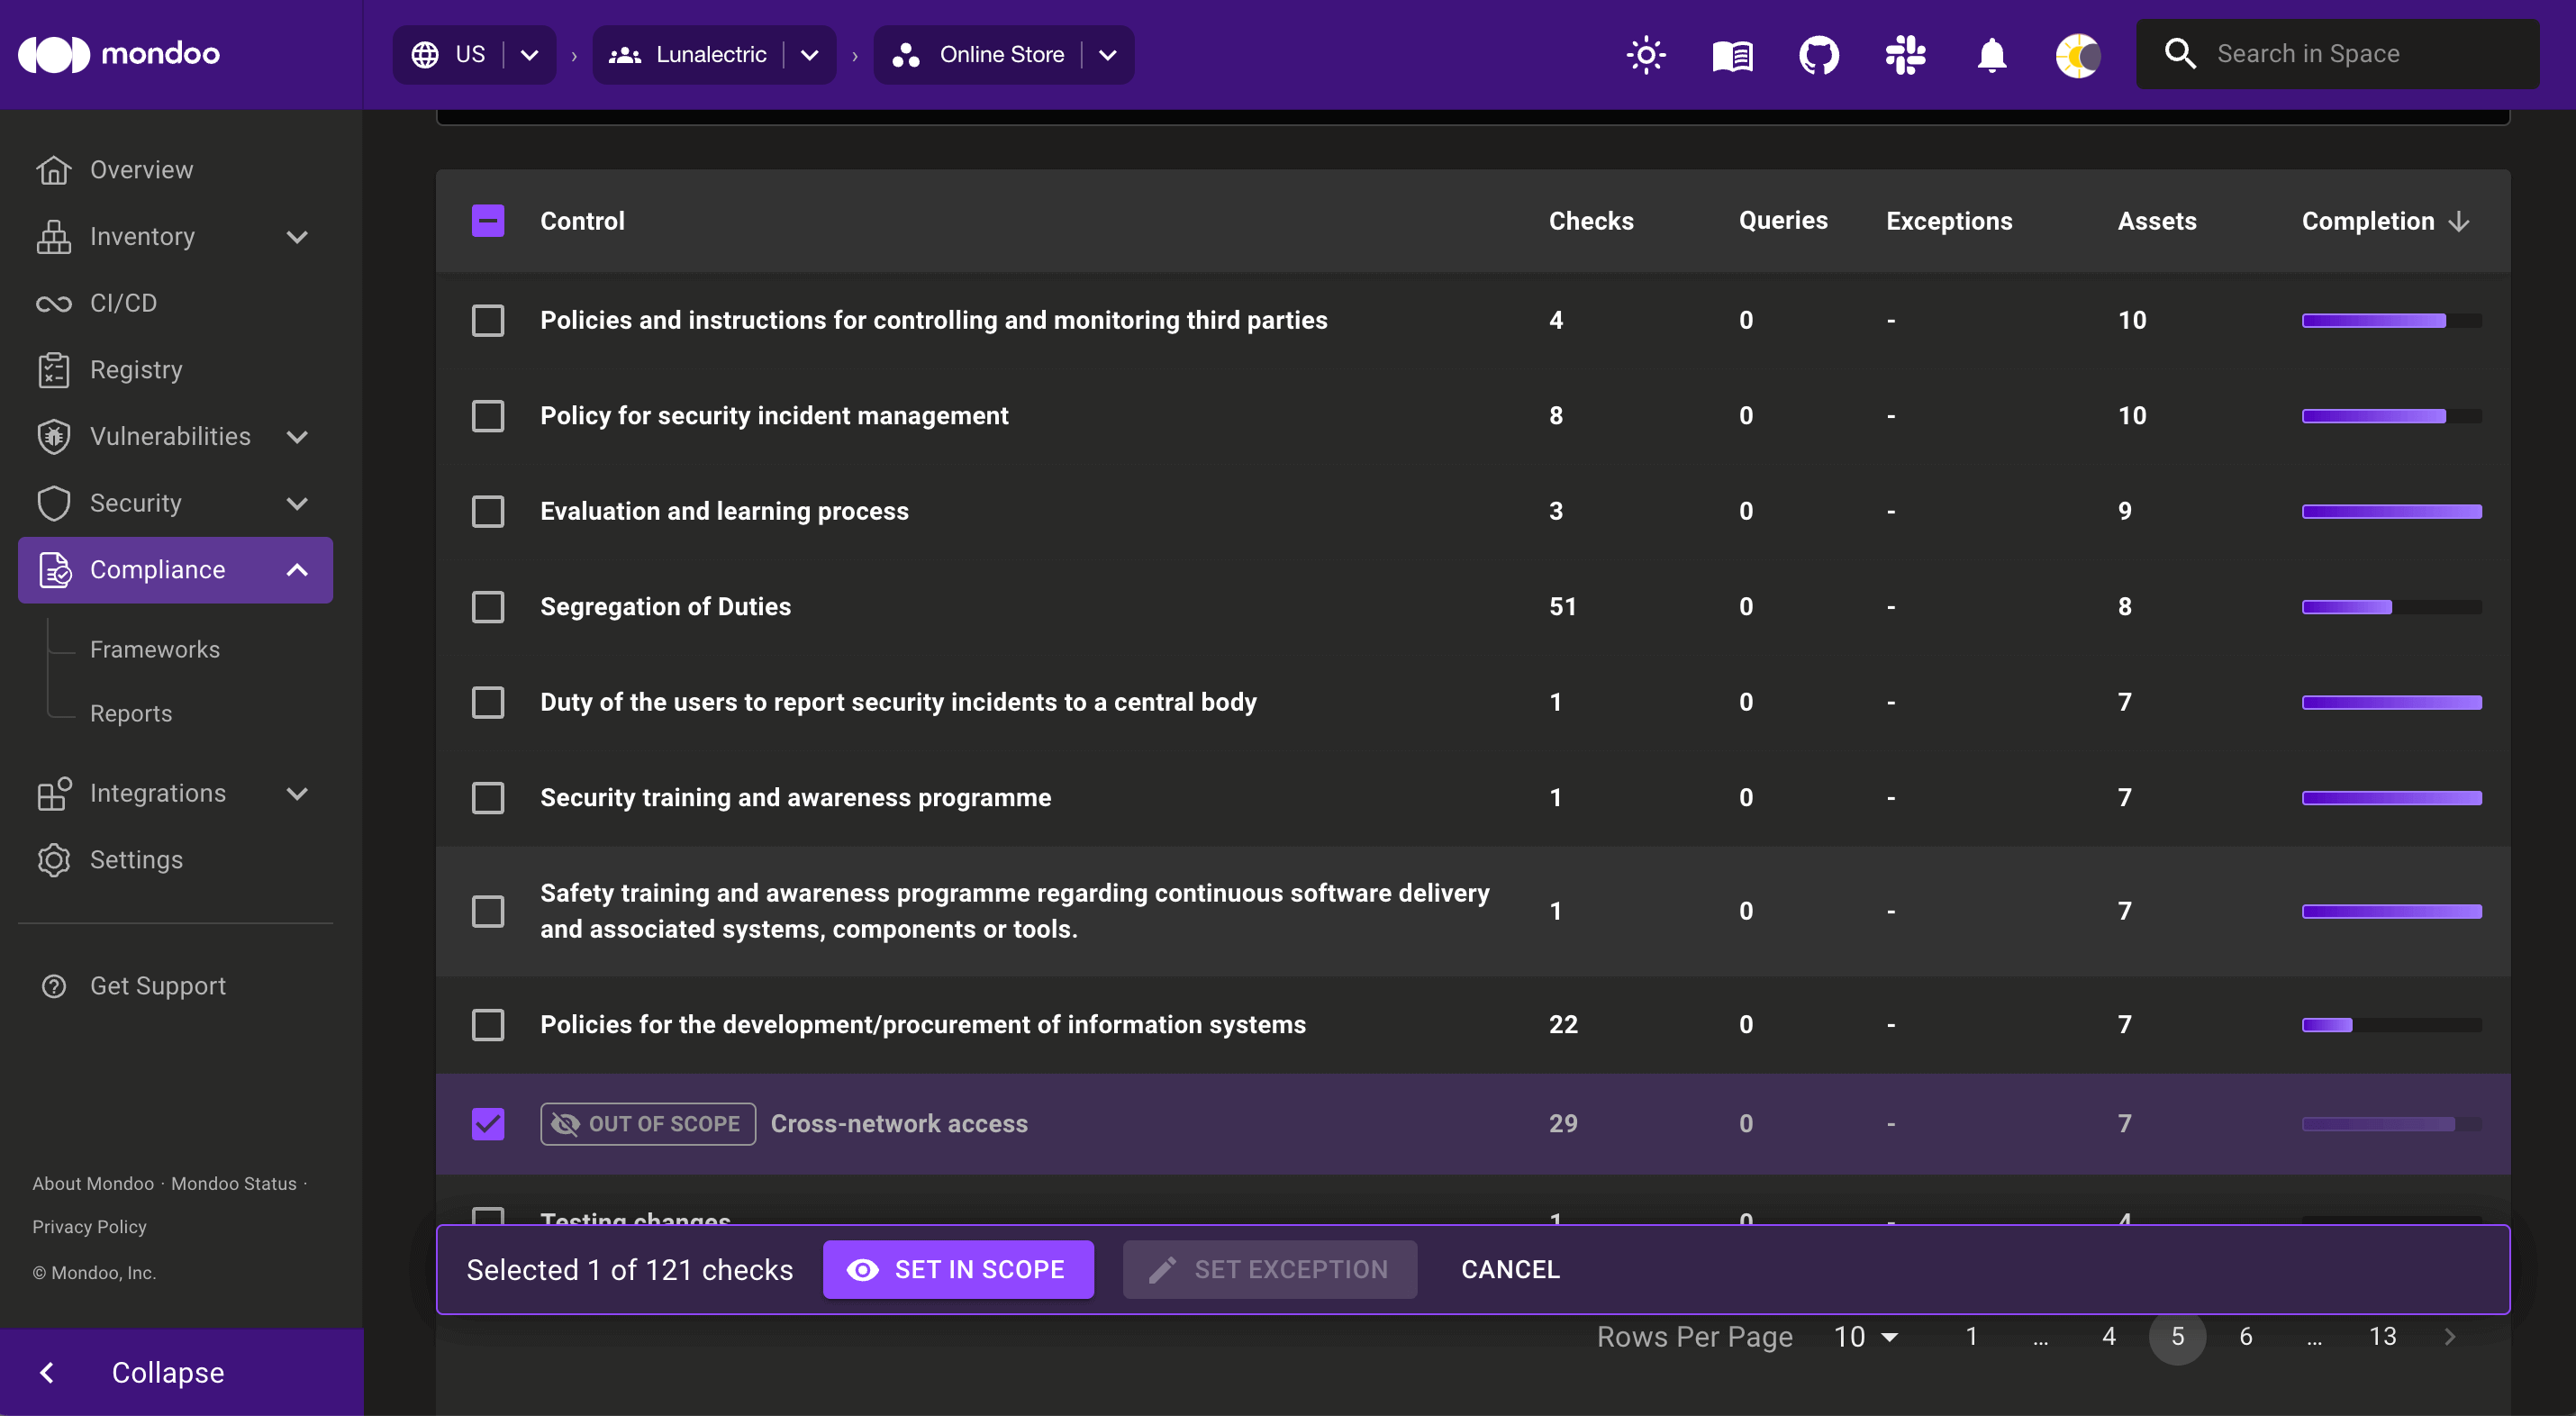 mondoo
US
Lunalectric
Online Store
Search in Space
Overview
Inventory
CI/CD
Registry
Vulnerabilities
Security
Compliance
Frameworks
Reports
Integrations
Settings
Get Support
About Mondoo · Mondoo Status ·
Privacy Policy
© Mondoo, Inc.
Collapse
Control Checks Queries Exceptions Assets Completion
Policies and instructions for controlling and monitoring third parties 4 0 - 10
Policy for security incident management 8 0 - 10
Evaluation and learning process 3 0 - 9
Segregation of Duties 51 0 - 8
Duty of the users to report security incidents to a central body 1 0 - 7
Security training and awareness programme 1 0 - 7
Safety training and awareness programme regarding continuous software delivery
and associated systems, components or tools. 1 0 - 7
Policies for the development/procurement of information systems 22 0 - 7
OUT OF SCOPE Cross-network access 29 0 - 7
Testing changes 1 0 - 4
Selected 1 of 121 checks SET IN SCOPE SET EXCEPTION CANCEL
Rows Per Page 10 1 ... 4 5 6 ... 13